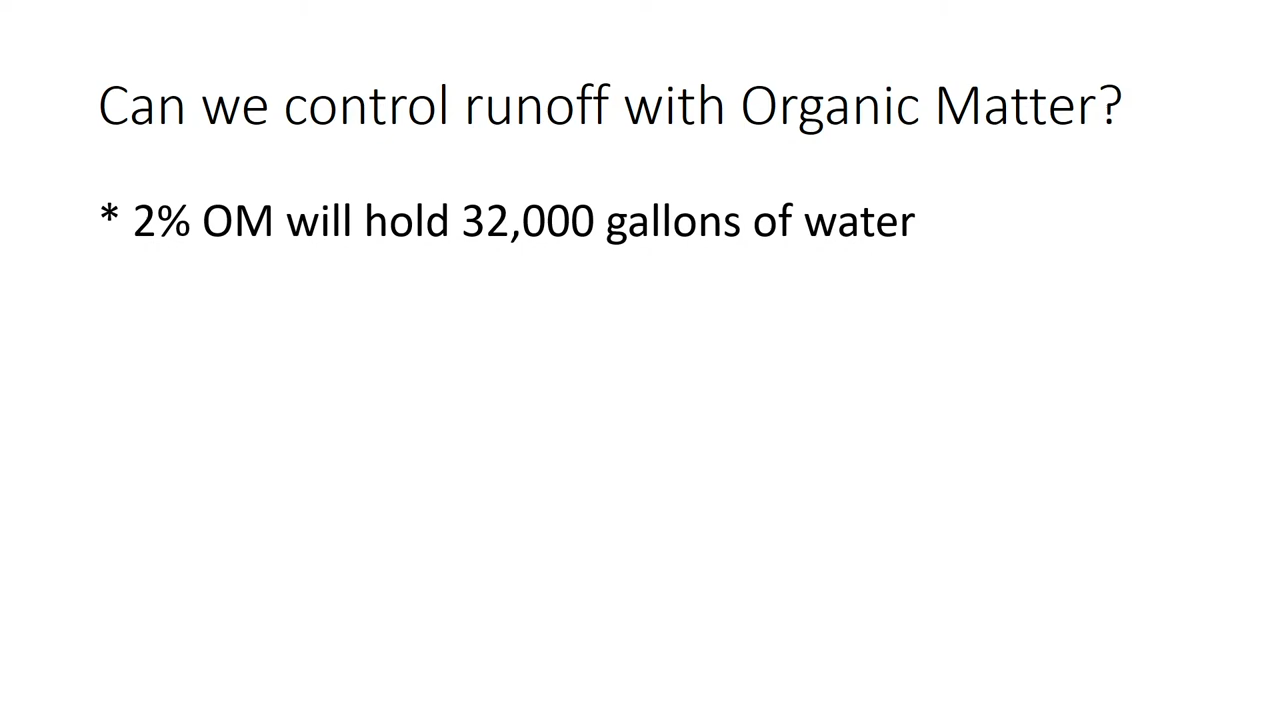 Can we control runoff with Organic Matter?
* 2% OM will hold 32,000 gallons of water